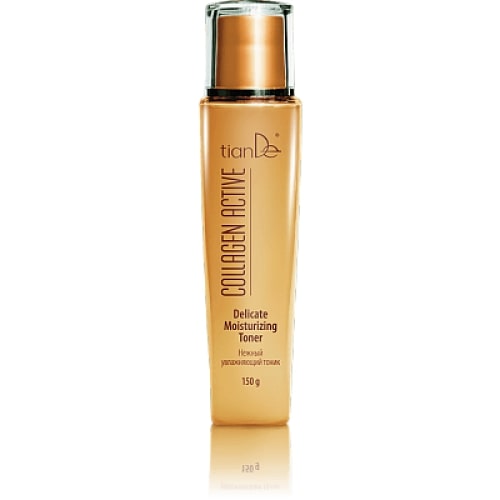 tianDe®
COLLAGEN ACTIVE
Delicate
Moisturizing
Toner
Нежный
увлажняющий тоник
150 g